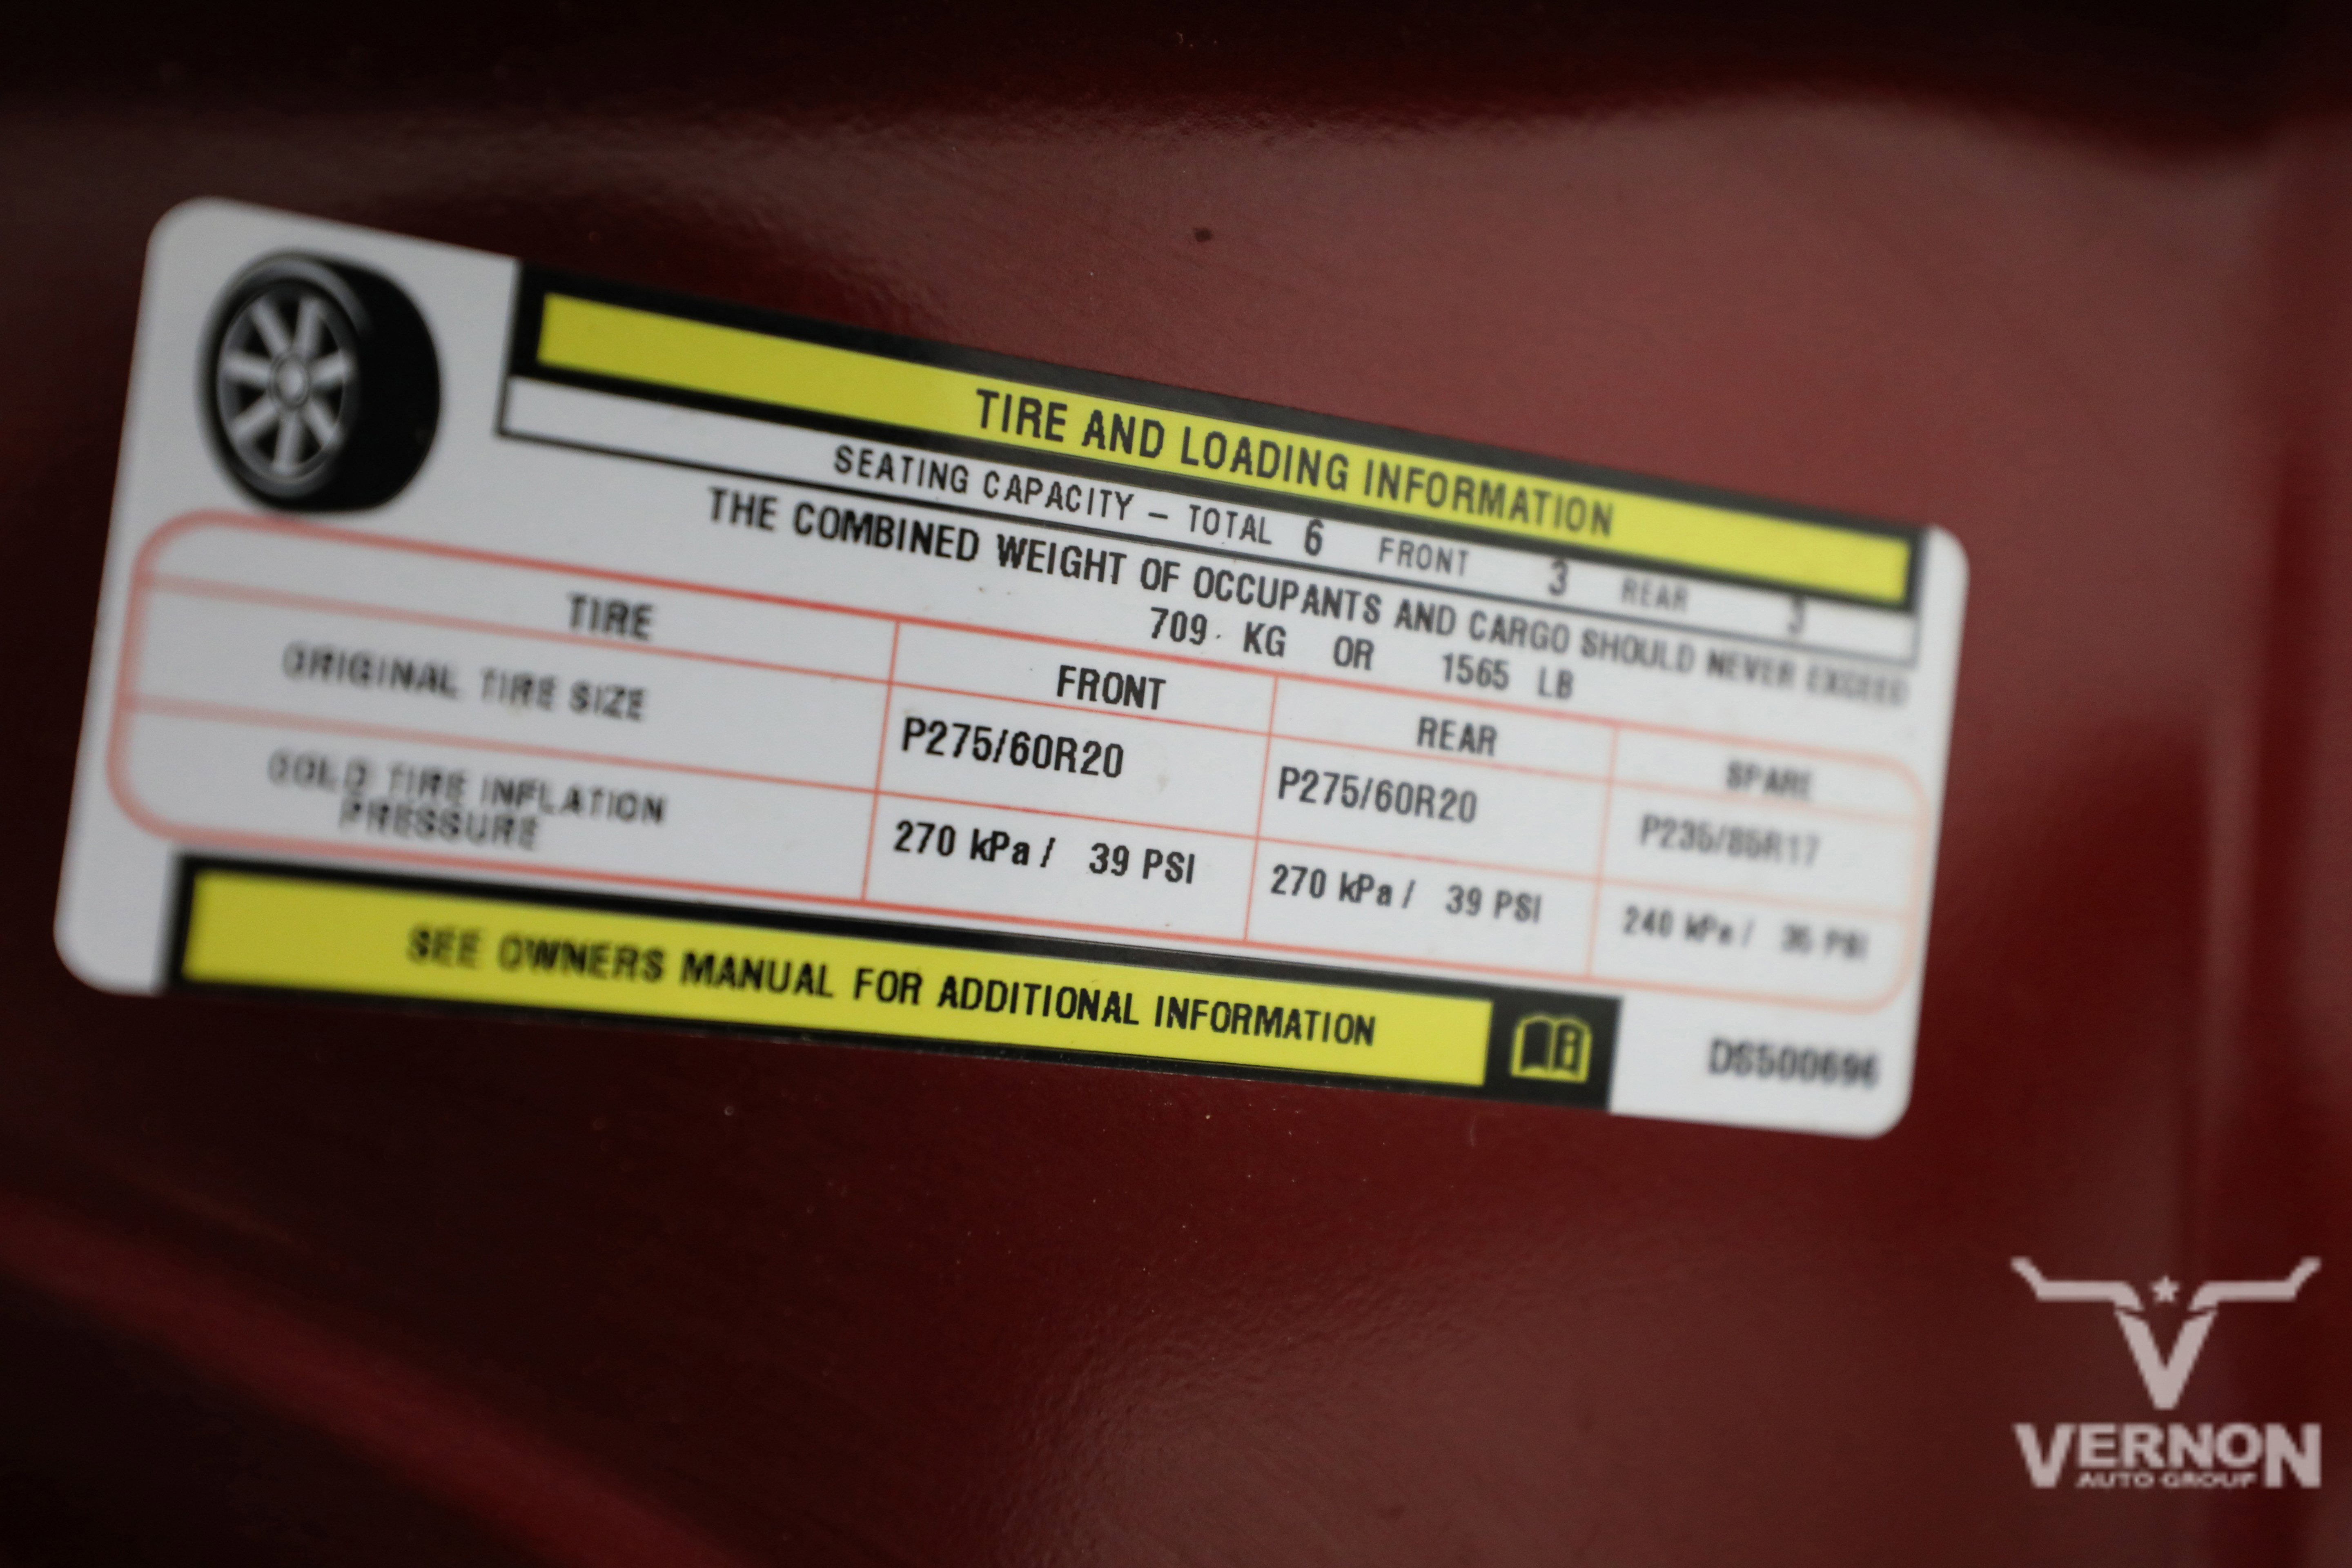 TIRE AND LOADING INFORMATION
SEATING CAPACITY – TOTAL 6 FRONT 3 REAR 3
THE COMBINED WEIGHT OF OCCUPANTS AND CARGO SHOULD NEVER EXCEED
709 KG OR 1565 LB
TIRE FRONT REAR SPARE
ORIGINAL TIRE SIZE P275/60R20 P275/60R20 P235/85R17
COLD TIRE INFLATION PRESSURE 270 kPa / 39 PSI 270 kPa / 39 PSI 240 kPa / 35 PSI
SEE OWNERS MANUAL FOR ADDITIONAL INFORMATION
DS500696
VERNON
AUTO GROUP